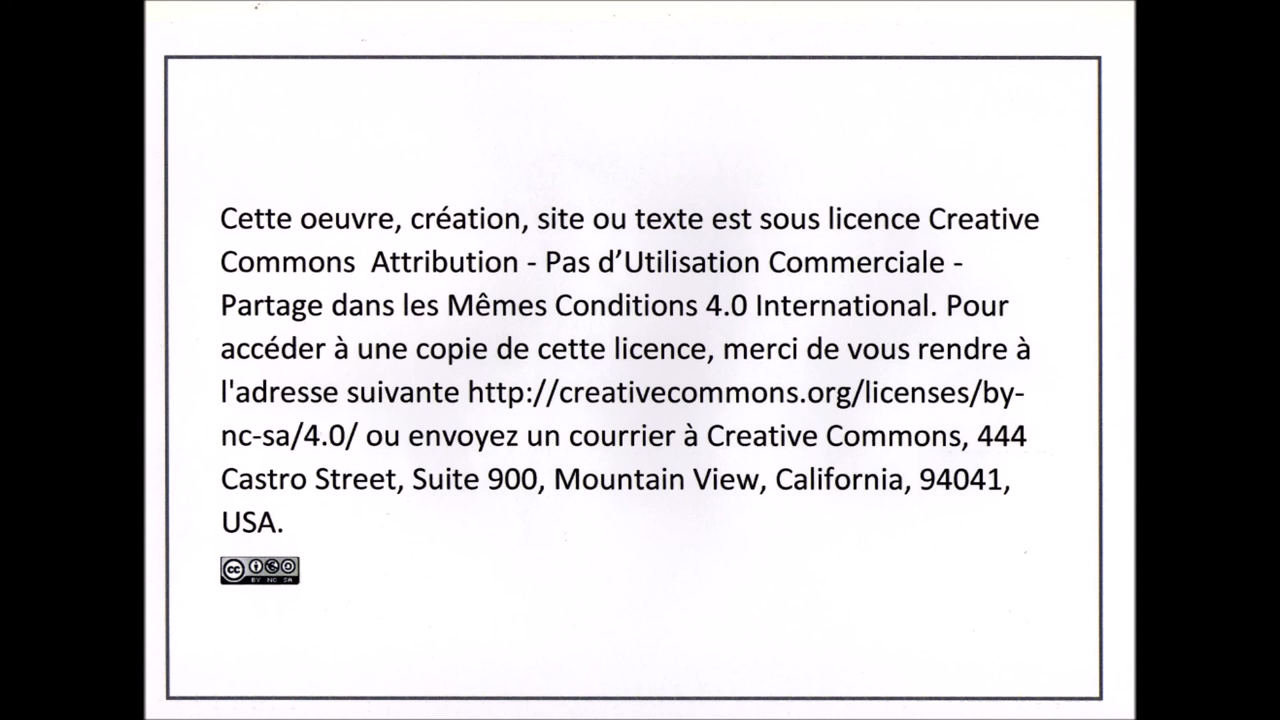 Cette oeuvre, création, site ou texte est sous licence Creative
Commons  Attribution - Pas d’Utilisation Commerciale -
Partage dans les Mêmes Conditions 4.0 International. Pour
accéder à une copie de cette licence, merci de vous rendre à
l'adresse suivante http://creativecommons.org/licenses/by-
nc-sa/4.0/ ou envoyez un courrier à Creative Commons, 444
Castro Street, Suite 900, Mountain View, California, 94041,
USA.
cc
BY NC SA